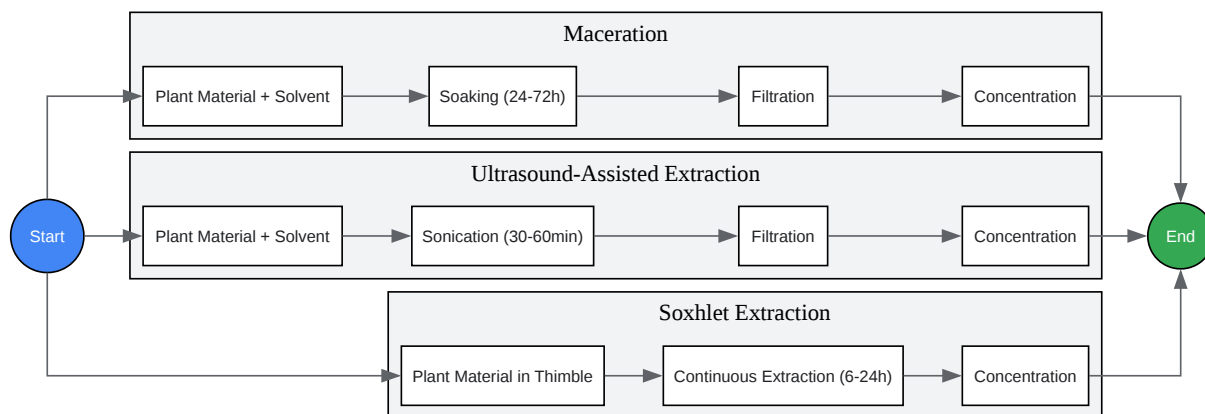 Maceration
Plant Material + Solvent
Soaking (24-72h)
Filtration
Concentration
Ultrasound-Assisted Extraction
Start
Plant Material + Solvent
Sonication (30-60min)
Filtration
Concentration
End
Soxhlet Extraction
Plant Material in Thimble
Continuous Extraction (6-24h)
Concentration